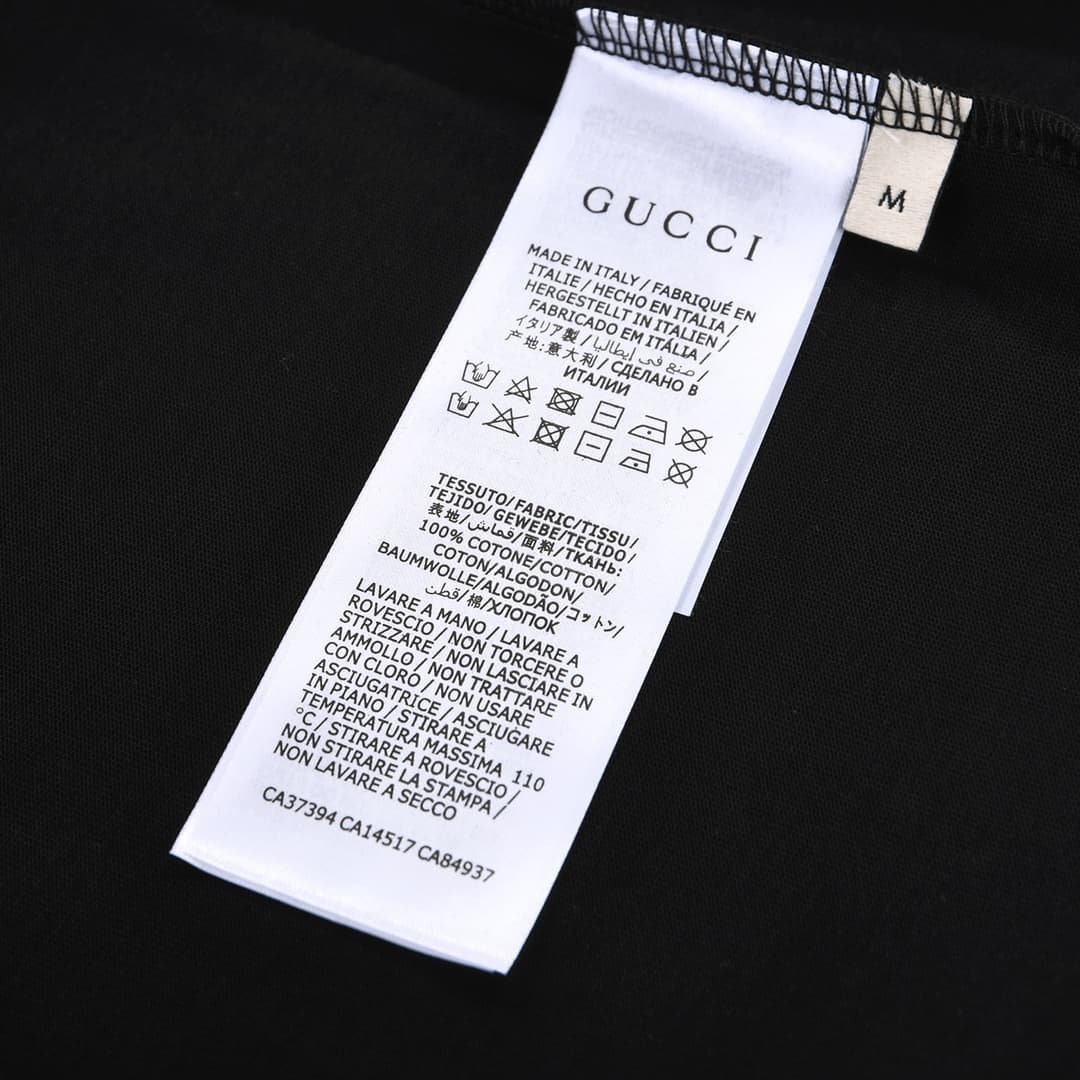 GUCCI
M
MADE IN ITALY / FABRIQUÉ EN
ITALIE / HECHO EN ITALIA /
HERGESTELLT IN ITALIEN /
FABRICADO EM ITÁLIA /
イタリア製 / صنع في إيطاليا /
产地:意大利 / СДЕЛАНО В
ИТАЛИИ
TESSUTO/FABRIC/TISSU/
TEJIDO/ GEWEBE/TECIDO/
表地/قماش/面料/ТКАНЬ:
100% COTONE/COTTON/
COTON/ALGODON/
BAUMWOLLE/ALGODÃO/コットン/
قطن/棉/ХЛОПОК
LAVARE A MANO / LAVARE A
ROVESCIO / NON TORCERE O
STRIZZARE / NON LASCIARE IN
AMMOLLO / NON TRATTARE
CON CLORO / NON USARE
ASCIUGATRICE / ASCIUGARE
IN PIANO / STIRARE A
TEMPERATURA MASSIMA 110
°C / STIRARE A ROVESCIO /
NON STIRARE LA STAMPA /
NON LAVARE A SECCO
CA37394 CA14517 CA84937